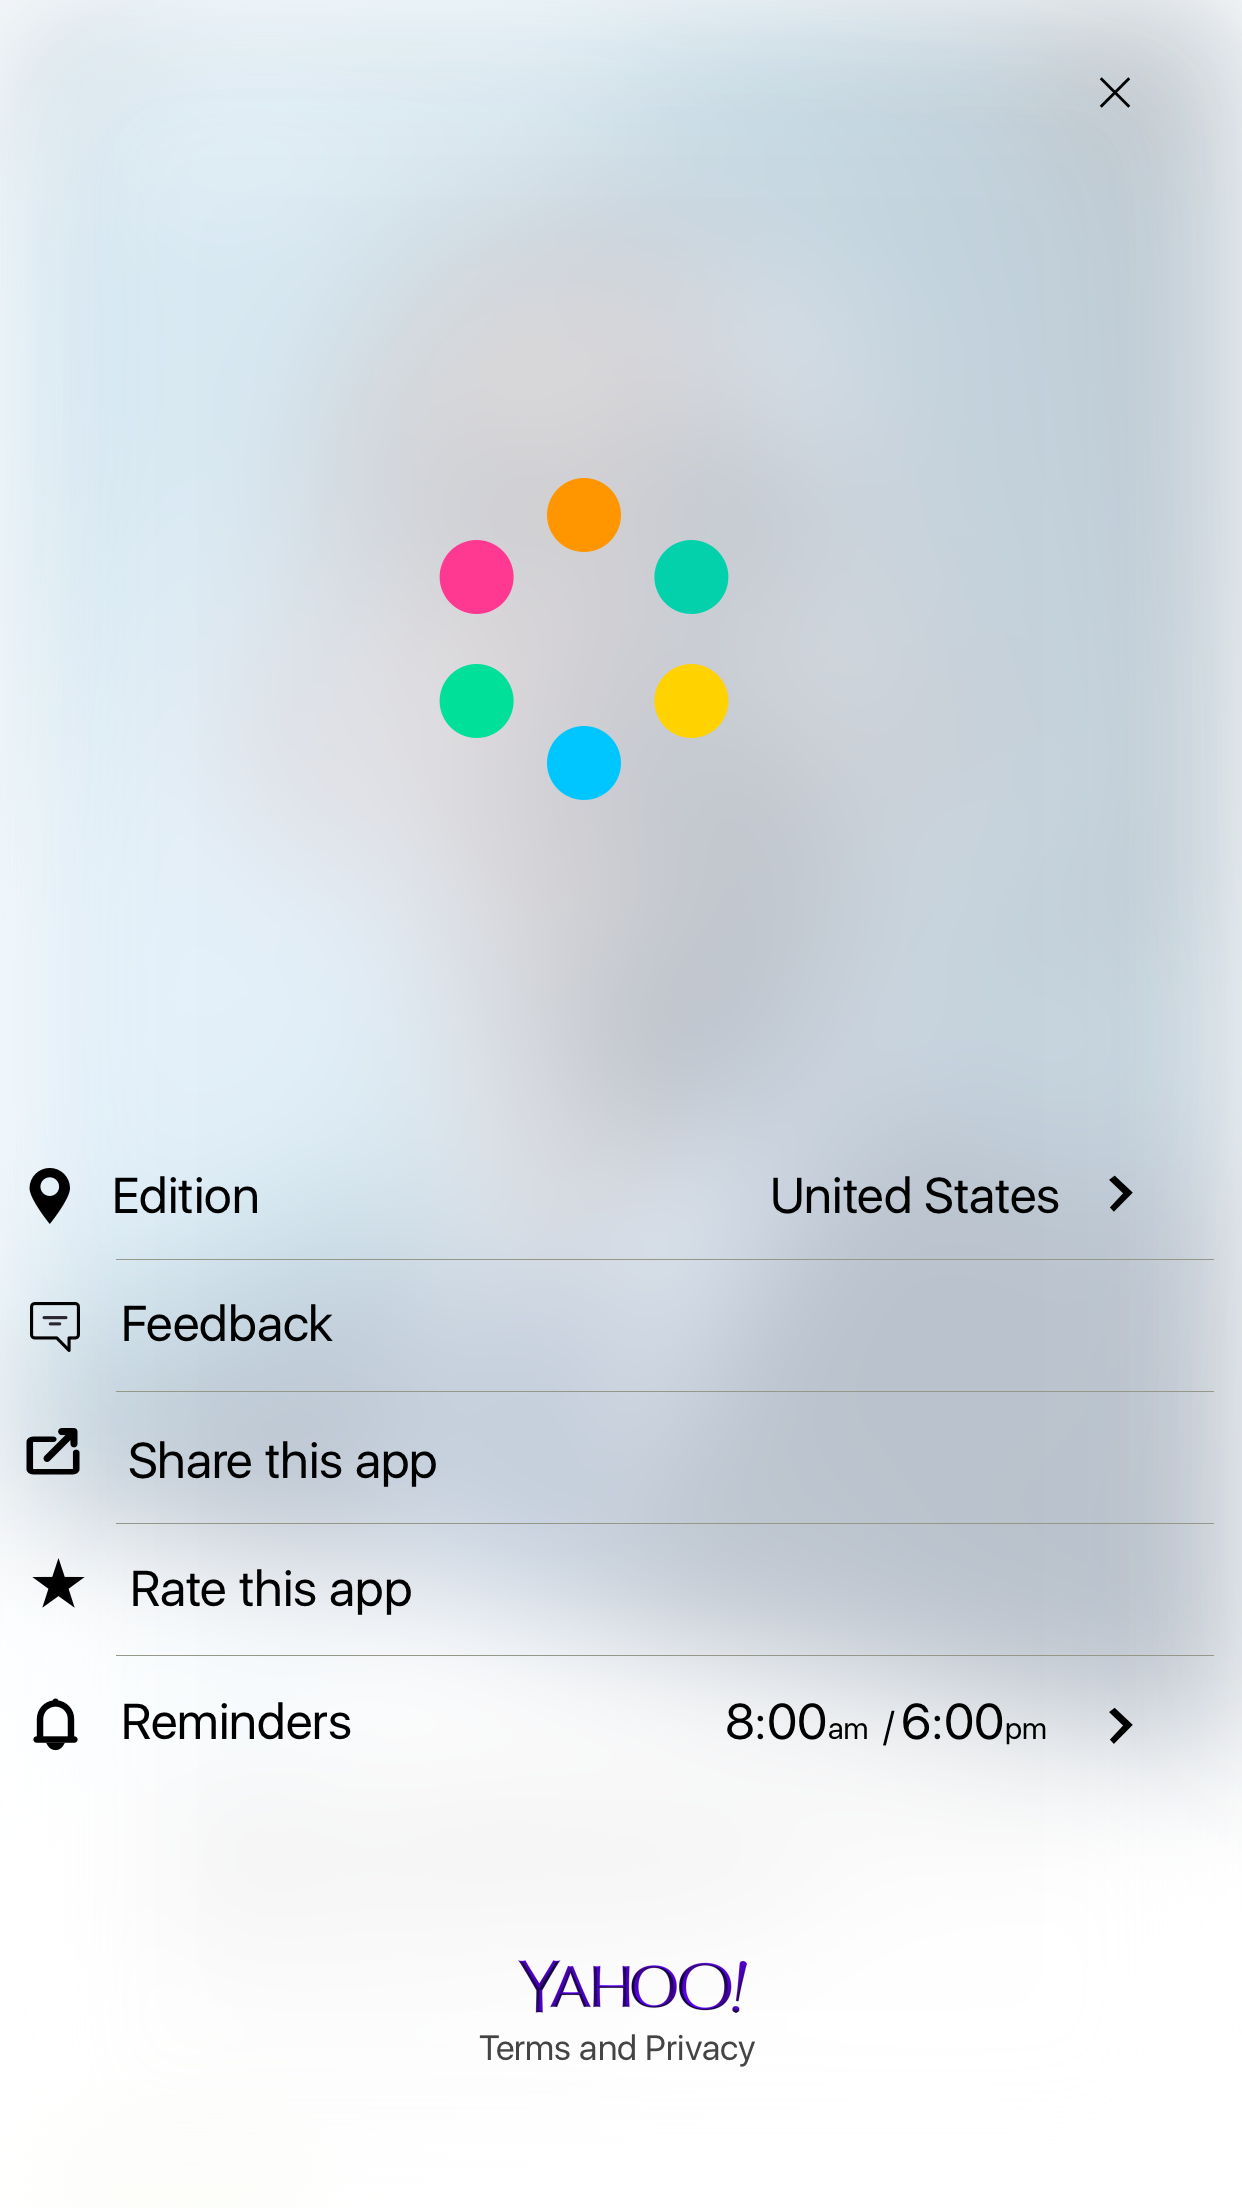 Edition United States
Feedback
Share this app
Rate this app
Reminders 8:00am / 6:00pm
YAHOO!
Terms and Privacy